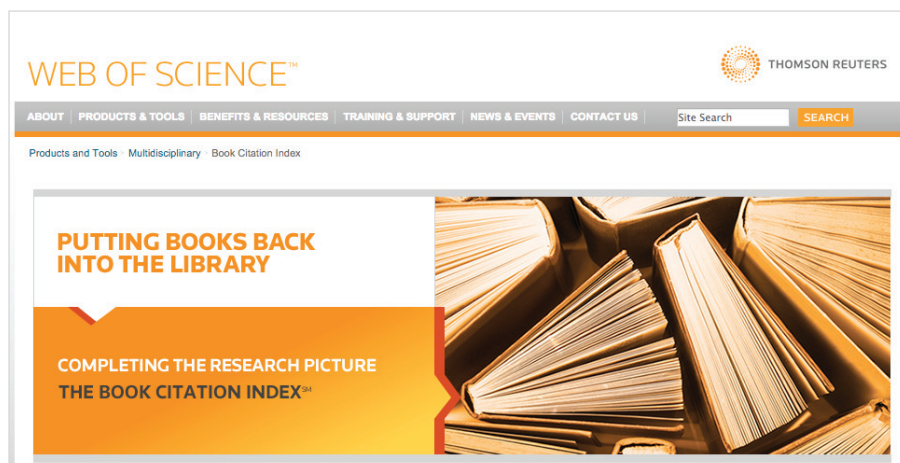 WEB OF SCIENCE™
THOMSON REUTERS
ABOUT PRODUCTS & TOOLS BENEFITS & RESOURCES TRAINING & SUPPORT NEWS & EVENTS CONTACT US Site Search SEARCH
Products and Tools · Multidisciplinary · Book Citation Index
PUTTING BOOKS BACK
INTO THE LIBRARY
COMPLETING THE RESEARCH PICTURE
THE BOOK CITATION INDEX℠